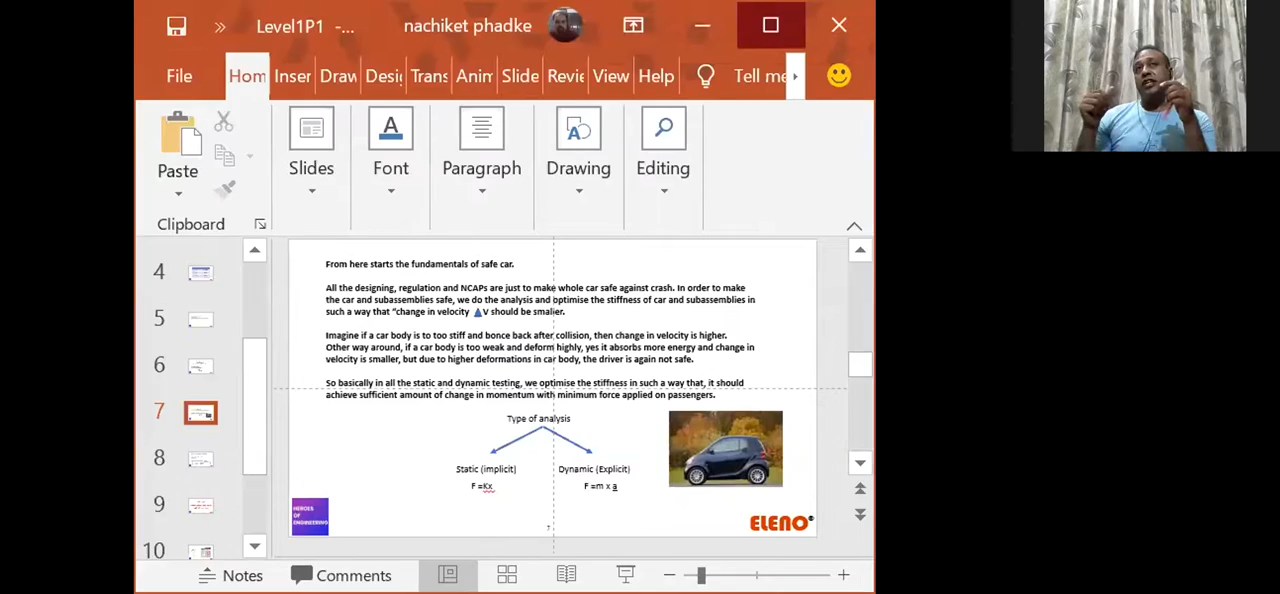 Level1P1 -...
nachiket phadke
File
Hom
Inser
Draw
Desi
Trans
Anim
Slide
Revie
View
Help
Tell me
Paste
Clipboard
Slides
Font
Paragraph
Drawing
Editing
4
5
6
7
8
9
10
From here starts the fundamentals of safe car.
All the designing, regulation and NCAPs are just to make whole car safe against crash. In order to make
the car and subassemblies safe, we do the analysis and optimise the stiffness of car and subassemblies in
such a way that “change in velocity ▲V should be smaller.
Imagine if a car body is to too stiff and bonce back after collision, then change in velocity is higher.
Other way around, if a car body is too weak and deform highly, yes it absorbs more energy and change in
velocity is smaller, but due to higher deformations in car body, the driver is again not safe.
So basically in all the static and dynamic testing, we optimise the stiffness in such a way that, it should
achieve sufficient amount of change in momentum with minimum force applied on passengers.
Type of analysis
Static (implicit)
Dynamic (Explicit)
F =Kx
F =m x a
HEROES
OF
ENGINEERING
7
ELENO®
Notes
Comments